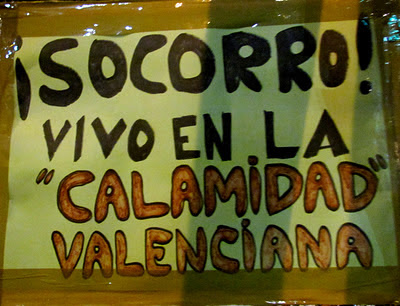 ¡SOCORRO!
VIVO EN LA
"CALAMiDAD"
VALENCiANA